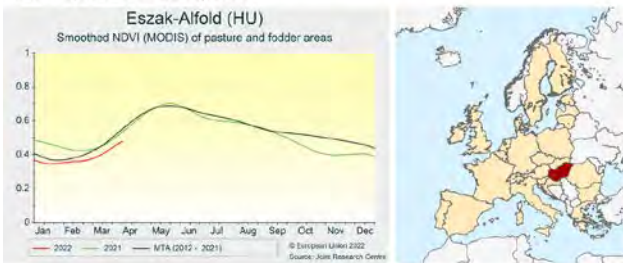 Eszak-Alfold (HU)
Smoothed NDVI (MODIS) of pasture and fodder areas
1
0.8
0.6
0.4
0.2
0
Jan Feb Mar Apr May Jun Jul Aug Sep Oct Nov Dec
2022 2021 MTA (2012 - 2021)
© European Union 2022
Source: Joint Research Centre